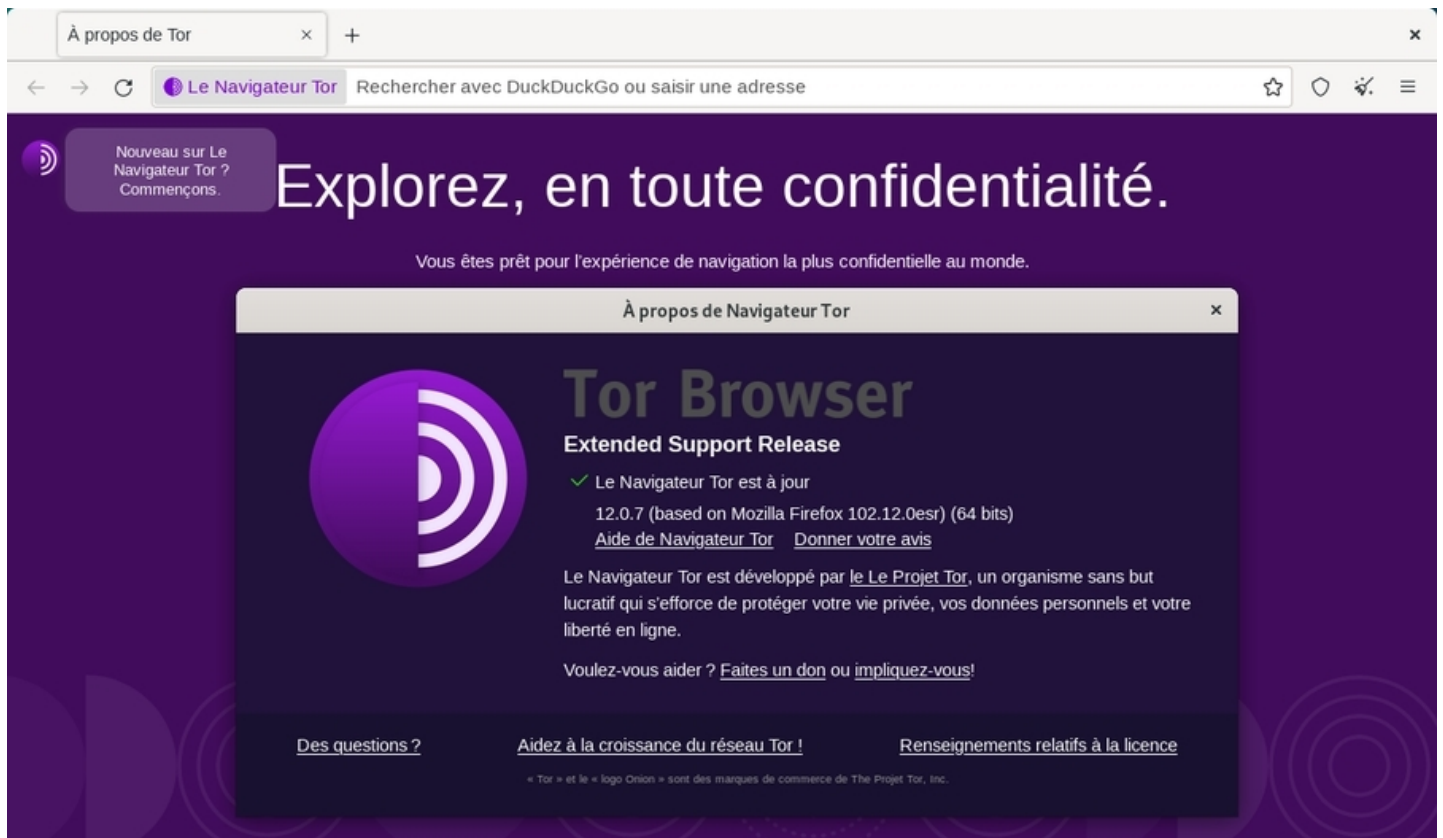 À propos de Tor
Le Navigateur Tor
Rechercher avec DuckDuckGo ou saisir une adresse
Nouveau sur Le
Navigateur Tor ?
Commençons.
Explorez, en toute confidentialité.
Vous êtes prêt pour l'expérience de navigation la plus confidentielle au monde.
À propos de Navigateur Tor
Tor Browser
Extended Support Release
Le Navigateur Tor est à jour
12.0.7 (based on Mozilla Firefox 102.12.0esr) (64 bits)
Aide de Navigateur Tor Donner votre avis
Le Navigateur Tor est développé par le Le Projet Tor, un organisme sans but
lucratif qui s'efforce de protéger votre vie privée, vos données personnels et votre
liberté en ligne.
Voulez-vous aider ? Faites un don ou impliquez-vous!
Des questions ? Aidez à la croissance du réseau Tor ! Renseignements relatifs à la licence
« Tor » et le « logo Onion » sont des marques de commerce de The Projet Tor, Inc.